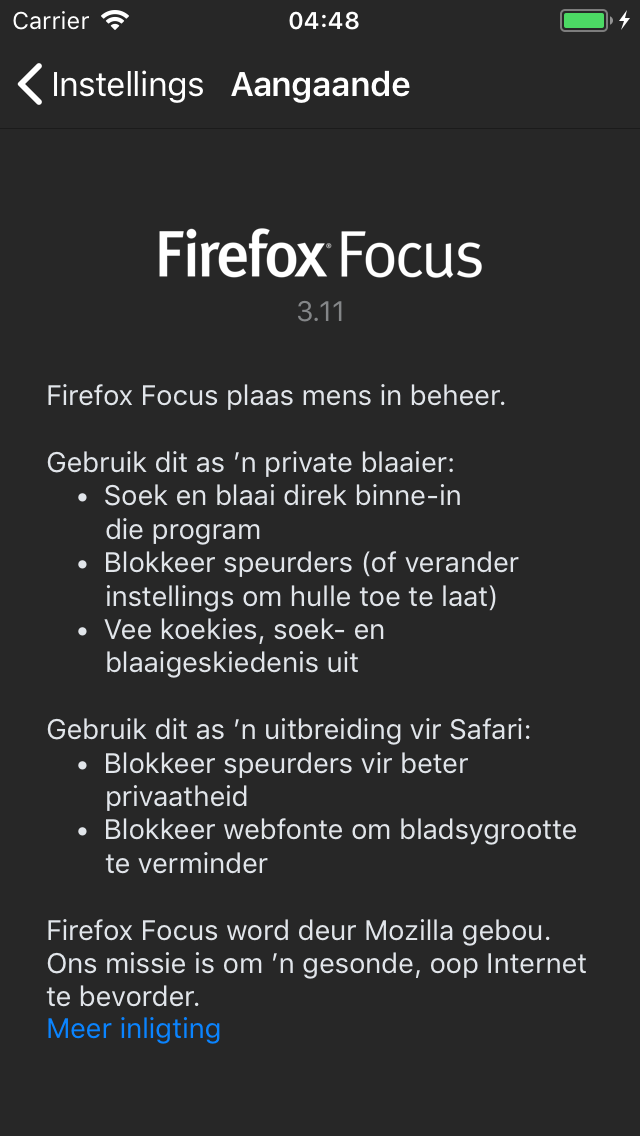 Carrier 04:48
Instellings Aangaande
Firefox Focus
3.11
Firefox Focus plaas mens in beheer.
Gebruik dit as ’n private blaaier:
• Soek en blaai direk binne-in
die program
• Blokkeer speurders (of verander
instellings om hulle toe te laat)
• Vee koekies, soek- en
blaaigeskiedenis uit
Gebruik dit as ’n uitbreiding vir Safari:
• Blokkeer speurders vir beter
privaatheid
• Blokkeer webfonte om bladsygrootte
te verminder
Firefox Focus word deur Mozilla gebou.
Ons missie is om ’n gesonde, oop Internet
te bevorder.
Meer inligting